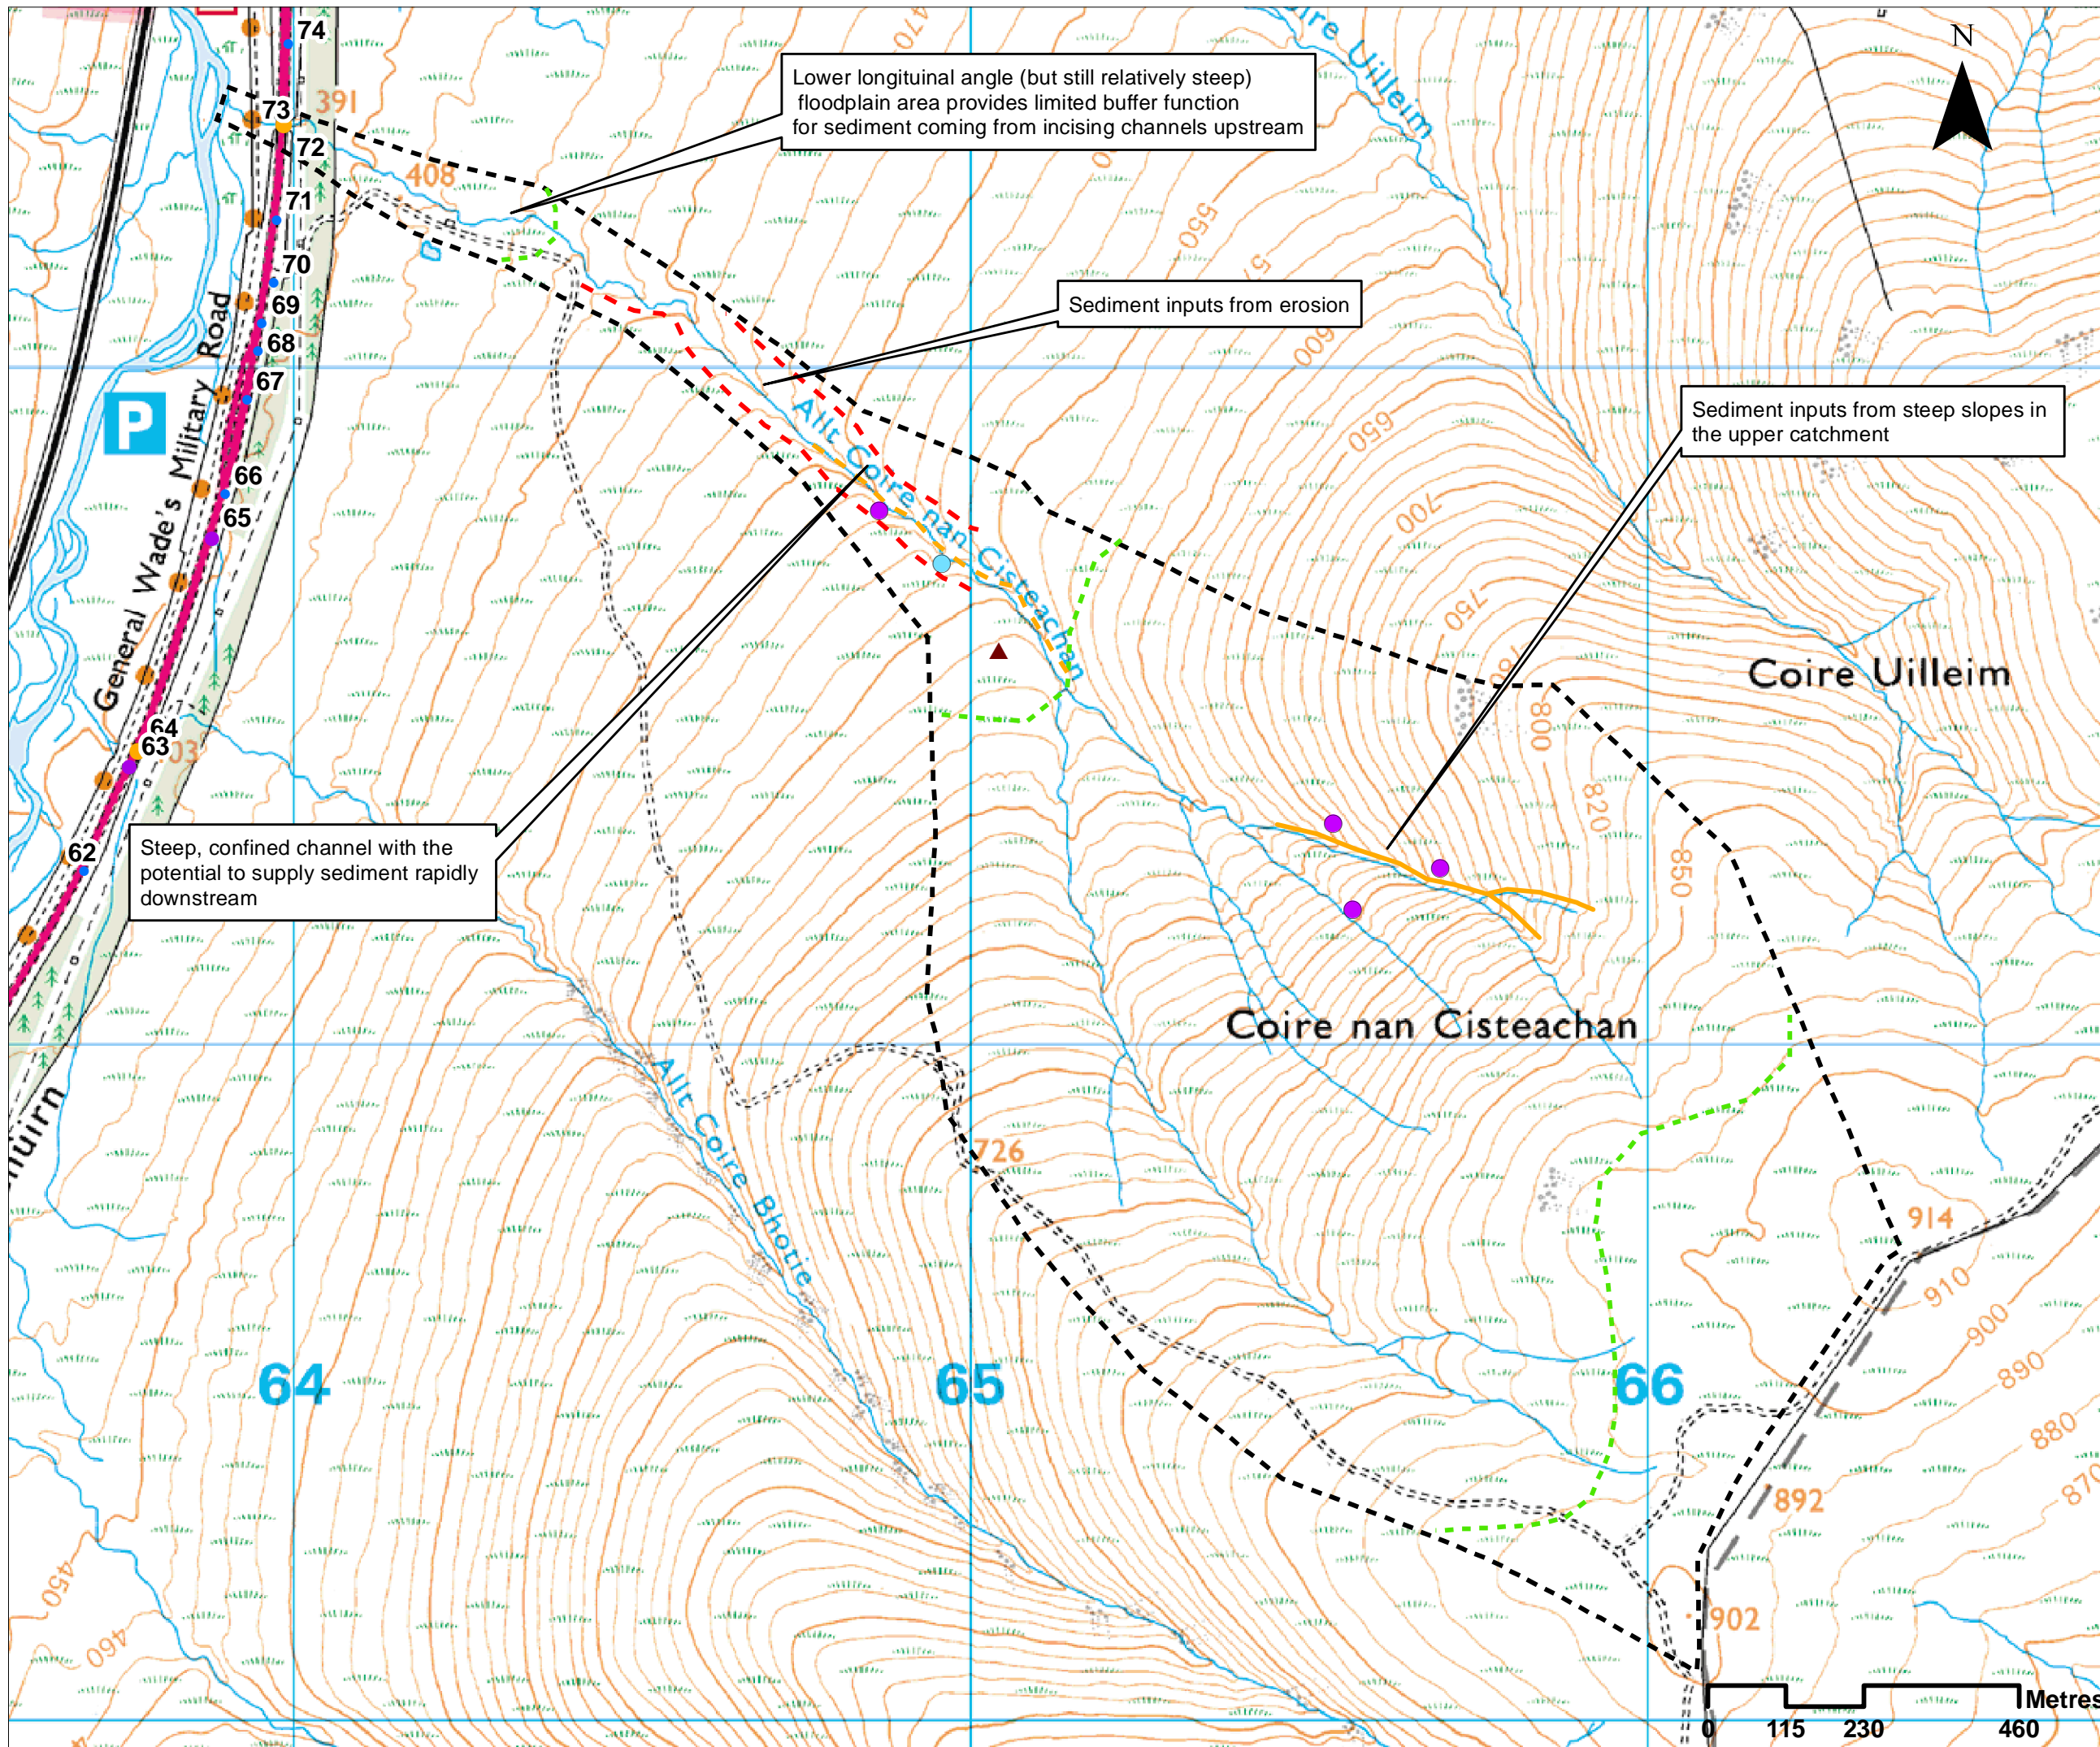 74
N
Lower longituinal angle (but still relatively steep)
floodplain area provides limited buffer function
for sediment coming from incising channels upstream
470
73
391
72
408
71
550
70
Sediment inputs from erosion
69
68
600
67
P
General Wade's Military Road
Allt Coire nan Cisteachan
650
Sediment inputs from steep slopes in
the upper catchment
66
65
700
750
Coire Uilleim
64
63
800
820
62
Steep, confined channel with the
potential to supply sediment rapidly
downstream
850
Coire nan Cisteachan
Allt Coire Bhotie
726
914
910
900
64
65
66
890
880
870
892
450
460
902
Metres
0
115
230
460